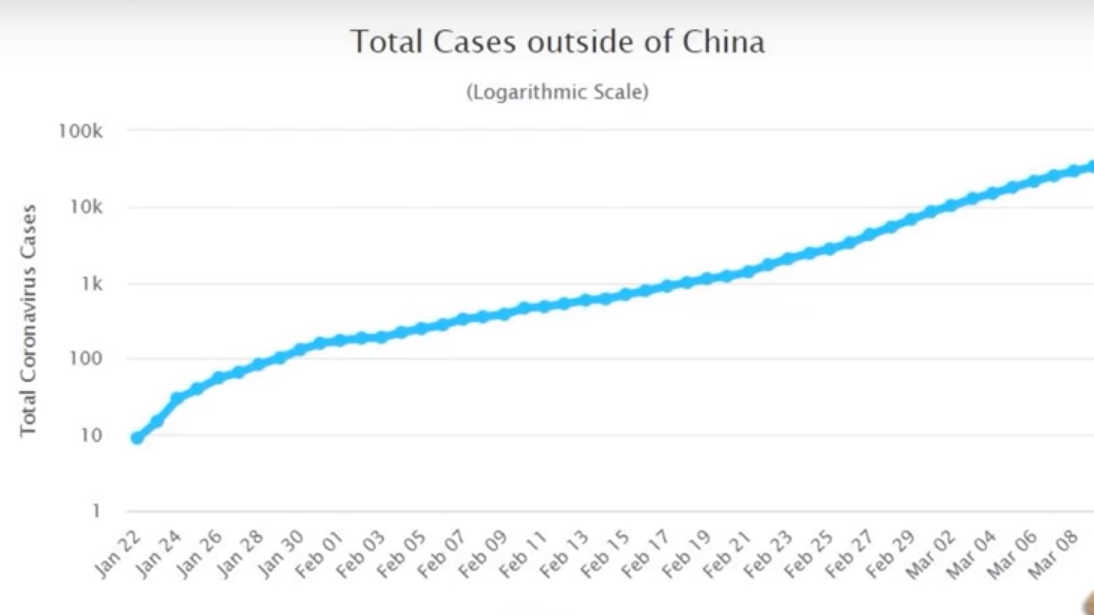 Total Cases outside of China
(Logarithmic Scale)
Total Coronavirus Cases
100k
10k
1k
100
10
1
Jan 22
Jan 24
Jan 26
Jan 28
Jan 30
Feb 01
Feb 03
Feb 05
Feb 07
Feb 09
Feb 11
Feb 13
Feb 15
Feb 17
Feb 19
Feb 21
Feb 23
Feb 25
Feb 27
Feb 29
Mar 02
Mar 04
Mar 06
Mar 08